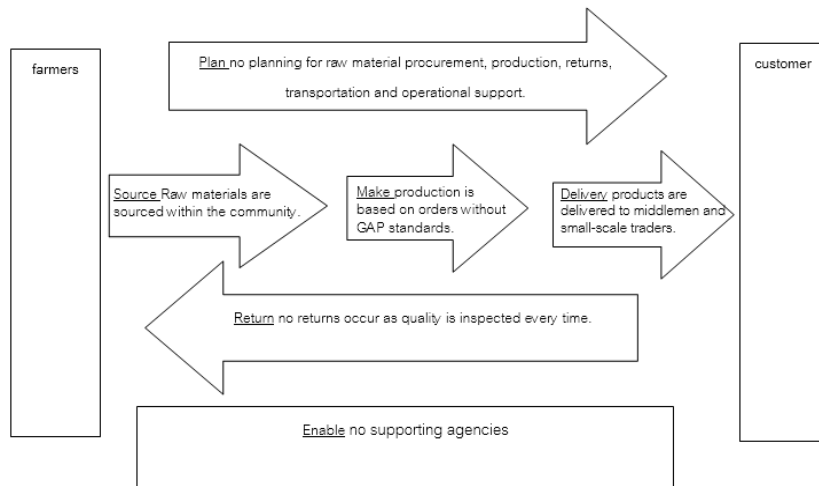 farmers
Plan no planning for raw material procurement, production, returns,
transportation and operational support.
customer
Source Raw materials are
sourced within the community.
Make production is
based on orders without
GAP standards.
Delivery products are
delivered to middlemen and
small-scale traders.
Return no returns occur as quality is inspected every time.
Enable no supporting agencies